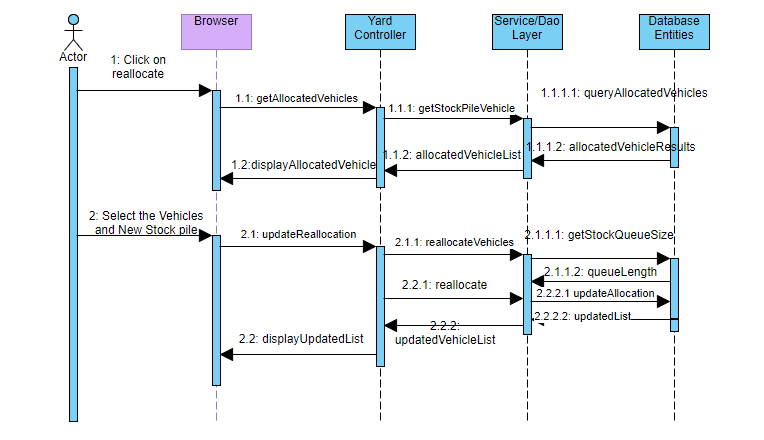 Browser
Yard
Controller
Service/Dao
Layer
Database
Entities
Actor
1: Click on
reallocate
1.1: getAllocatedVehicles
1.1.1: getStockPileVehicle
1.1.1.1: queryAllocatedVehicles
1.1.1.2: allocatedVehicleResults
1.1.2: allocatedVehicleList
1.2:displayAllocatedVehicle
2: Select the Vehicles
and New Stock pile
2.1: updateReallocation
2.1.1: reallocateVehicles
2.1.1.1: getStockQueueSize
2.1.1.2: queueLength
2.2.1: reallocate
2.2.2.1 updateAllocation
2.2.2.2: updatedList
2.2.2:
updatedVehicleList
2.2: displayUpdatedList